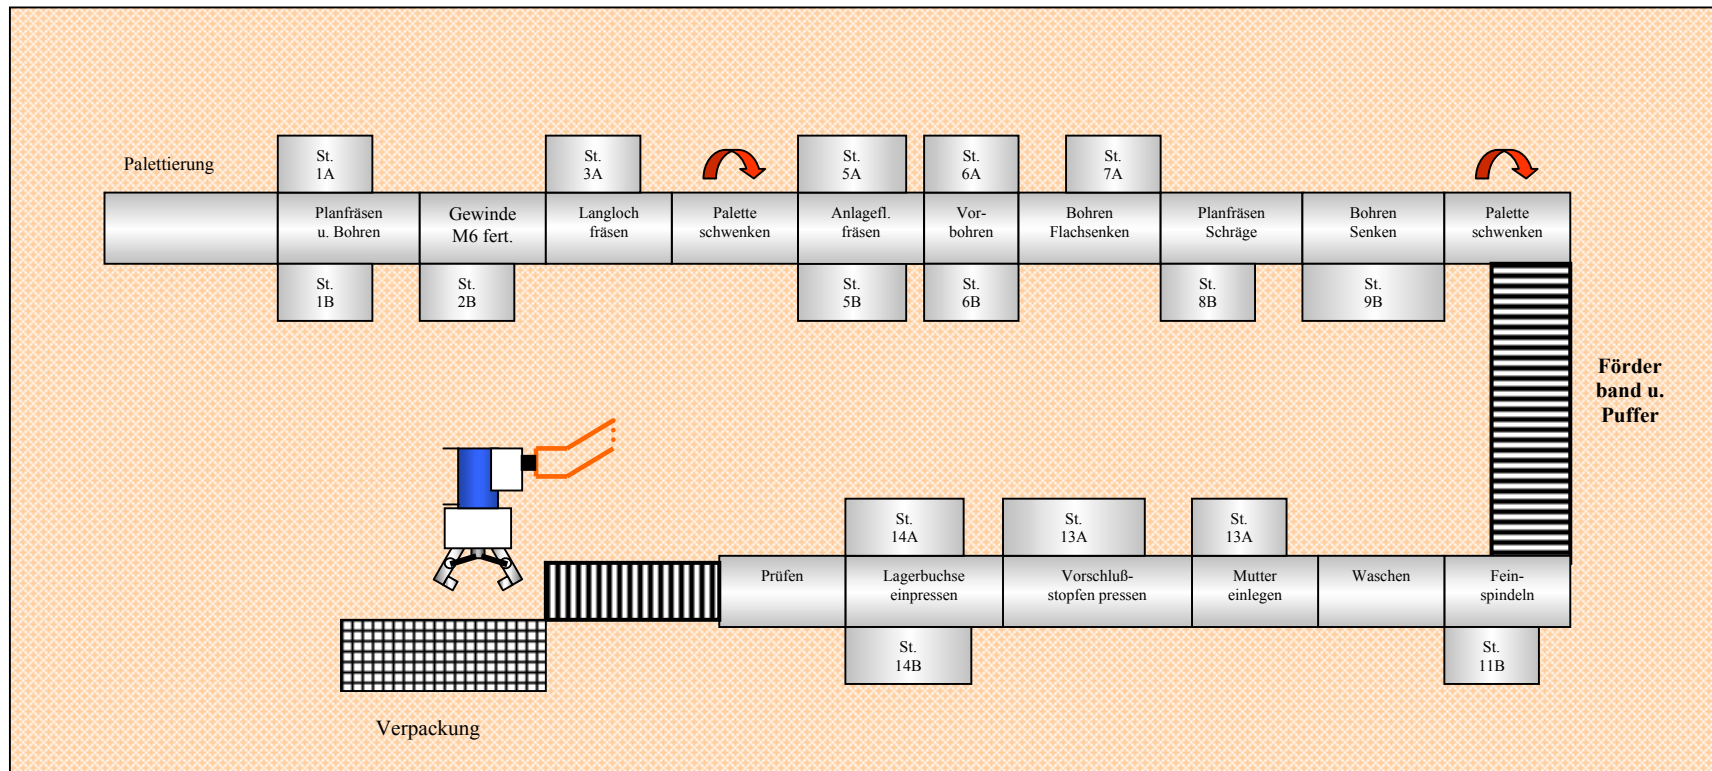 Palettierung
St.
1A
St.
3A
St.
5A
St.
6A
St.
7A
Planfräsen
u. Bohren
Gewinde
M6 fert.
Langloch
fräsen
Palette
schwenken
Anlagefl.
fräsen
Vor-
bohren
Bohren
Flachsenken
Planfräsen
Schräge
Bohren
Senken
Palette
schwenken
St.
1B
St.
2B
St.
5B
St.
6B
St.
8B
St.
9B
Förder
band u.
Puffer
St.
14A
St.
13A
St.
13A
Prüfen
Lagerbuchse
einpressen
Vorschluß-
stopfen pressen
Mutter
einlegen
Waschen
Fein-
spindeln
St.
14B
St.
11B
Verpackung